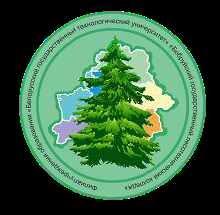 Филиал учреждения образования «Белорусский государственный технологический университет» «Бобруйский государственный лесотехнический колледж»